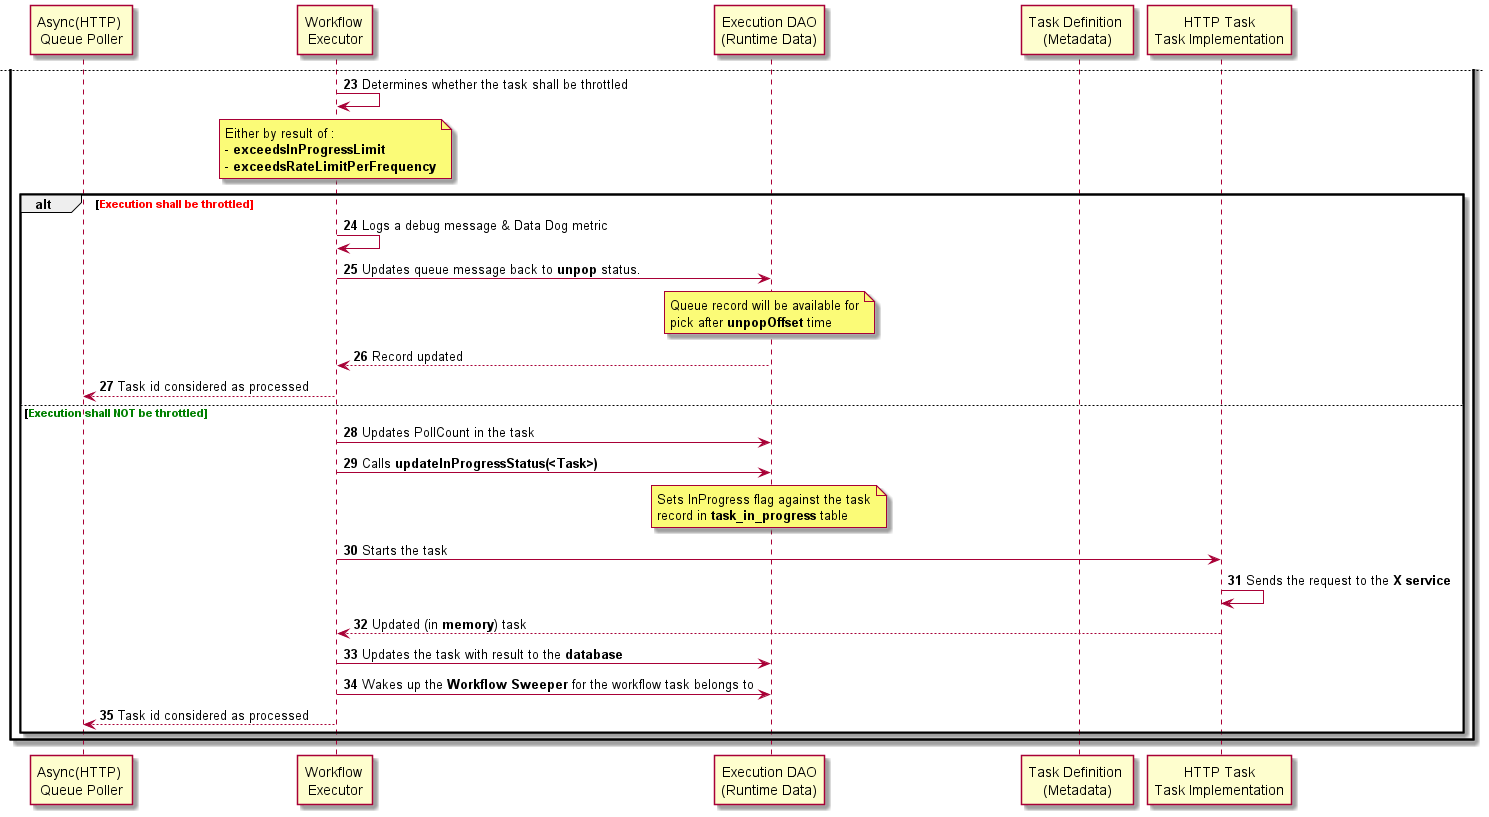 Async(HTTP)
Queue Poller
Workflow
Executor
Execution DAO
(Runtime Data)
Task Definition
(Metadata)
HTTP Task
Task Implementation
23 Determines whether the task shall be throttled
Either by result of :
- exceedsInProgressLimit
- exceedsRateLimitPerFrequency
alt
[Execution shall be throttled]
24 Logs a debug message & Data Dog metric
25 Updates queue message back to unpop status.
Queue record will be available for
pick after unpopOffset time
26 Record updated
27 Task id considered as processed
[Execution shall NOT be throttled]
28 Updates PollCount in the task
29 Calls updateInProgressStatus(<Task>)
Sets InProgress flag against the task
record in task_in_progress table
30 Starts the task
31 Sends the request to the X service
32 Updated (in memory) task
33 Updates the task with result to the database
34 Wakes up the Workflow Sweeper for the workflow task belongs to
35 Task id considered as processed
Async(HTTP)
Queue Poller
Workflow
Executor
Execution DAO
(Runtime Data)
Task Definition
(Metadata)
HTTP Task
Task Implementation